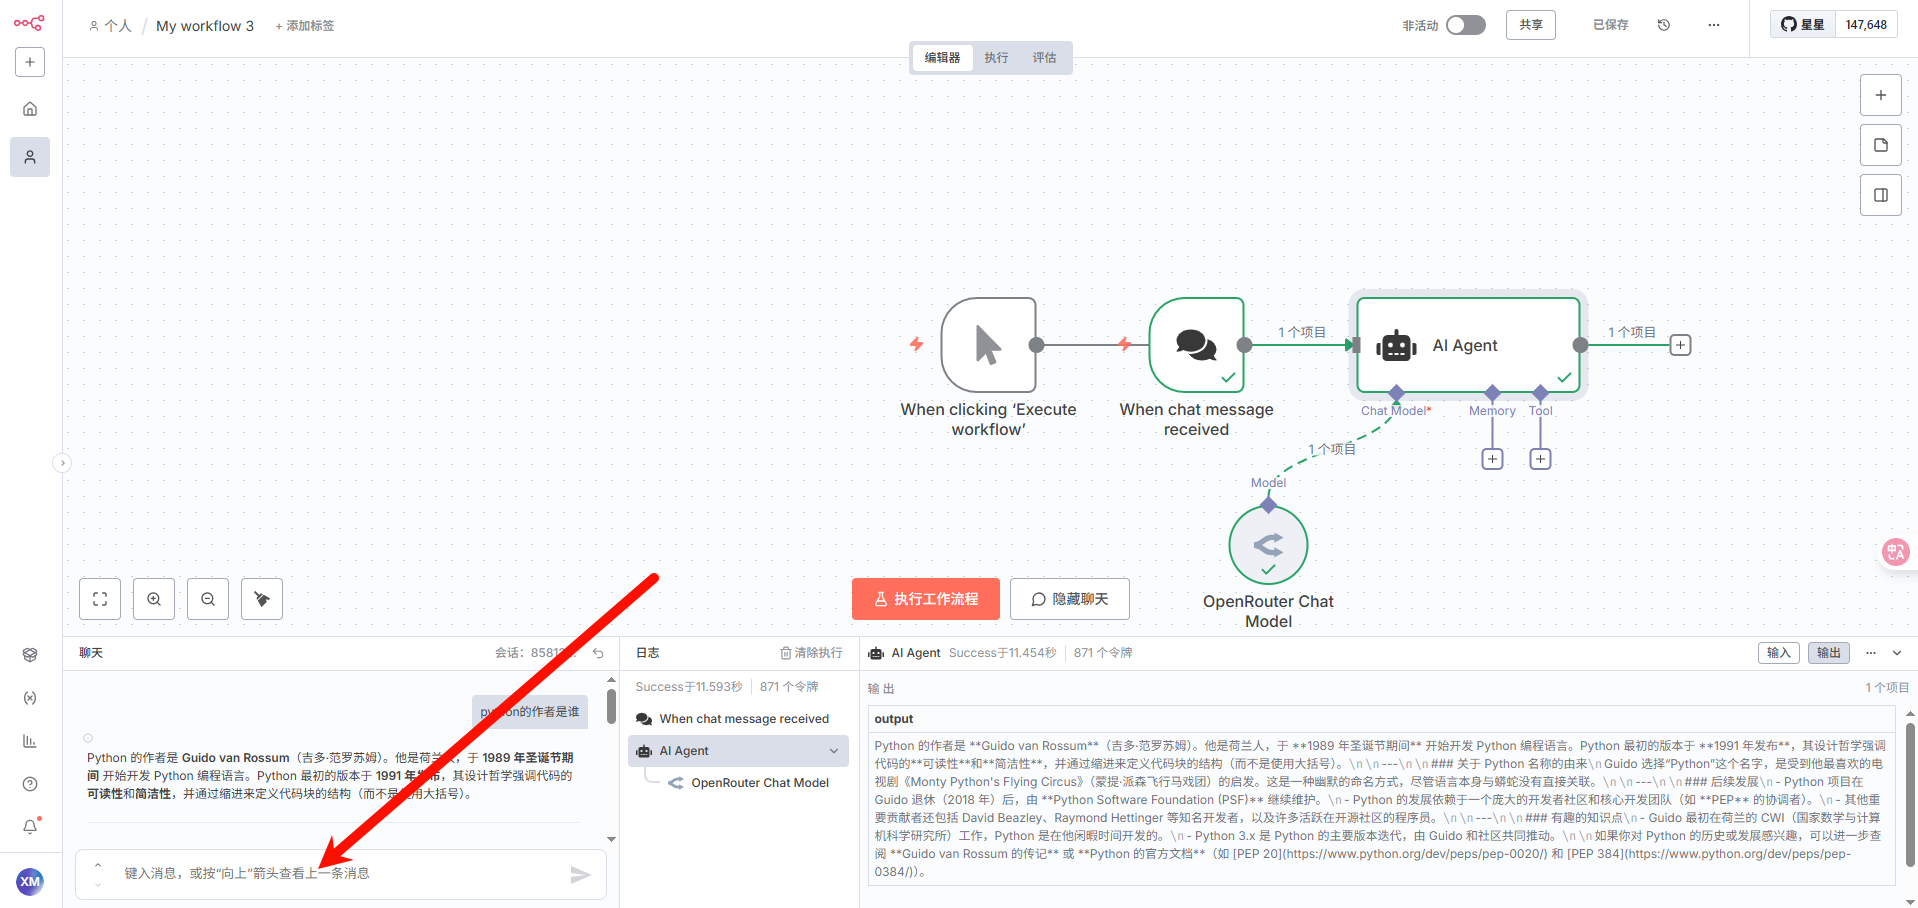 个人 / My workflow 3 + 添加标签
非活动 共享 已保存 ··· 星星 147,648
编辑器 执行 评估
1 个项目
1 个项目
AI Agent
When clicking ‘Execute workflow’
When chat message received
Chat Model*
Memory
Tool
1 个项目
Model
OpenRouter Chat Model
执行工作流程
隐藏聊天
中A
聊天
会话：
python的作者是谁
Python 的作者是 Guido van Rossum（吉多·范罗苏姆）。他是荷兰人，于 1989 年圣诞节期
间 开始开发 Python 编程语言。Python 最初的版本于 1991 年发布，其设计哲学强调代码的
可读性和简洁性，并通过缩进来定义代码块的结构（而不是使用大括号）。
键入消息，或按“向上”箭头查看上一条消息
XM
日志
清除执行
Success于11.593秒 871 个令牌
When chat message received
AI Agent
OpenRouter Chat Model
AI Agent Success于11.454秒 871 个令牌
输入 输出 ···
输出
1 个项目
output
Python 的作者是 **Guido van Rossum**（吉多·范罗苏姆）。他是荷兰人，于 **1989 年圣诞节期间** 开始开发 Python 编程语言。Python 最初的版本于 **1991 年发布**，其设计哲学强调
代码的**可读性**和**简洁性**，并通过缩进来定义代码块的结构（而不是使用大括号）。\n\n---\n\n### 关于 Python 名称的由来\nGuido 选择“Python”这个名字，是受到他最喜欢的电
视剧《Monty Python's Flying Circus》（蒙提·派森飞行马戏团）的启发。这是一种幽默的命名方式，尽管语言本身与蟒蛇没有直接关联。\n\n---\n\n### 后续发展\n- Python 项目在
Guido 退休（2018 年）后，由 **Python Software Foundation (PSF)** 继续维护。\n- Python 的发展依赖于一个庞大的开发者社区和核心开发团队（如 **PEP** 的协调者）。\n- 其他重
要贡献者还包括 David Beazley、Raymond Hettinger 等知名开发者，以及许多活跃在开源社区的程序员。\n\n---\n\n### 有趣的知识点\n- Guido 最初在荷兰的 CWI（国家数学与计算
机科学研究所）工作，Python 是在他闲暇时间开发的。\n- Python 3.x 是 Python 的主要版本迭代，由 Guido 和社区共同推动。\n\n如果你对 Python 的历史或发展感兴趣，可以进一步查
阅 **Guido van Rossum 的传记** 或 **Python 的官方文档**（如 [PEP 20](https://www.python.org/dev/peps/pep-0020/) 和 [PEP 384](https://www.python.org/dev/peps/pep-
0384/)）。